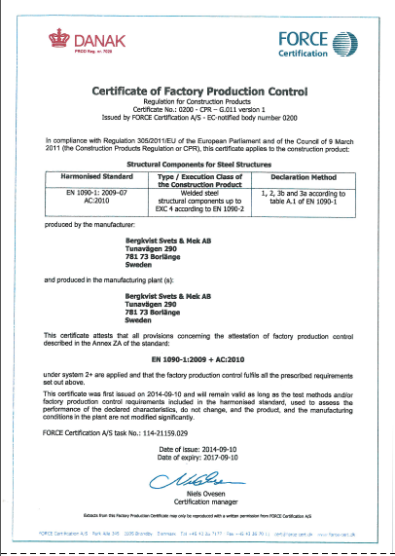 DANAK
PROD Reg. nr. 7029
FORCE
Certification
Certificate of Factory Production Control
Regulation for Construction Products
Certificate No.: 0200 - CPR - G.011 version 1
Issued by FORCE Certification A/S - EC-notified body number 0200
In compliance with Regulation 305/2011/EU of the European Parliament and of the Council of 9 March
2011 (the Construction Products Regulation or CPR), this certificate applies to the construction product:
Structural Components for Steel Structures
Harmonised Standard
Type / Execution Class of
the Construction Product
Declaration Method
EN 1090-1: 2009-07
AC:2010
Welded steel
structural components up to
EXC 4 according to EN 1090-2
1, 2, 3b and 3a according to
table A.1 of EN 1090-1
produced by the manufacturer:
Bergkvist Svets & Mek AB
Tunavägen 290
781 73 Borlänge
Sweden
and produced in the manufacturing plant (s):
Bergkvist Svets & Mek AB
Tunavägen 290
781 73 Borlänge
Sweden
This certificate attests that all provisions concerning the attestation of factory production control
described in the Annex ZA of the standard:
EN 1090-1:2009 + AC:2010
under system 2+ are applied and that the factory production control fulfils all the prescribed requirements
set out above.
This certificate was first issued on 2014-09-10 and will remain valid as long as the test methods and/or
factory production control requirements included in the harmonised standard, used to assess the
performance of the declared characteristics, do not change, and the product, and the manufacturing
conditions in the plant are not modified significantly.
FORCE Certification A/S task No.: 114-21159.029
Date of issue: 2014-09-10
Date of expiry: 2017-09-10
Niels Ovesen
Certification manager
Extracts from this Factory Production Certificate may only be reproduced with a written permission from FORCE Certification A/S
FORCE Certification A/S Park Allé 345 2605 Brøndby Denmark